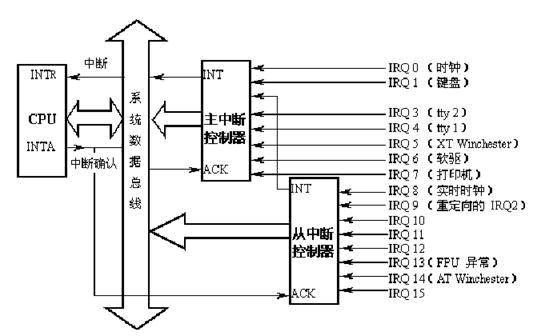 INTR
CPU
INTA
中断
中断确认
系统数据总线
INT
主中断
控制器
ACK
IRQ 0 （时钟）
IRQ 1 （键盘）
IRQ 3 （tty 2）
IRQ 4 （tty 1）
IRQ 5 （XT Winchester）
IRQ 6 （软驱）
IRQ 7 （打印机）
INT
从中断
控制器
ACK
IRQ 8 （实时时钟）
IRQ 9 （重定向的 IRQ2）
IRQ 10
IRQ 11
IRQ 12
IRQ 13（FPU 异常）
IRQ 14（AT Winchester）
IRQ 15